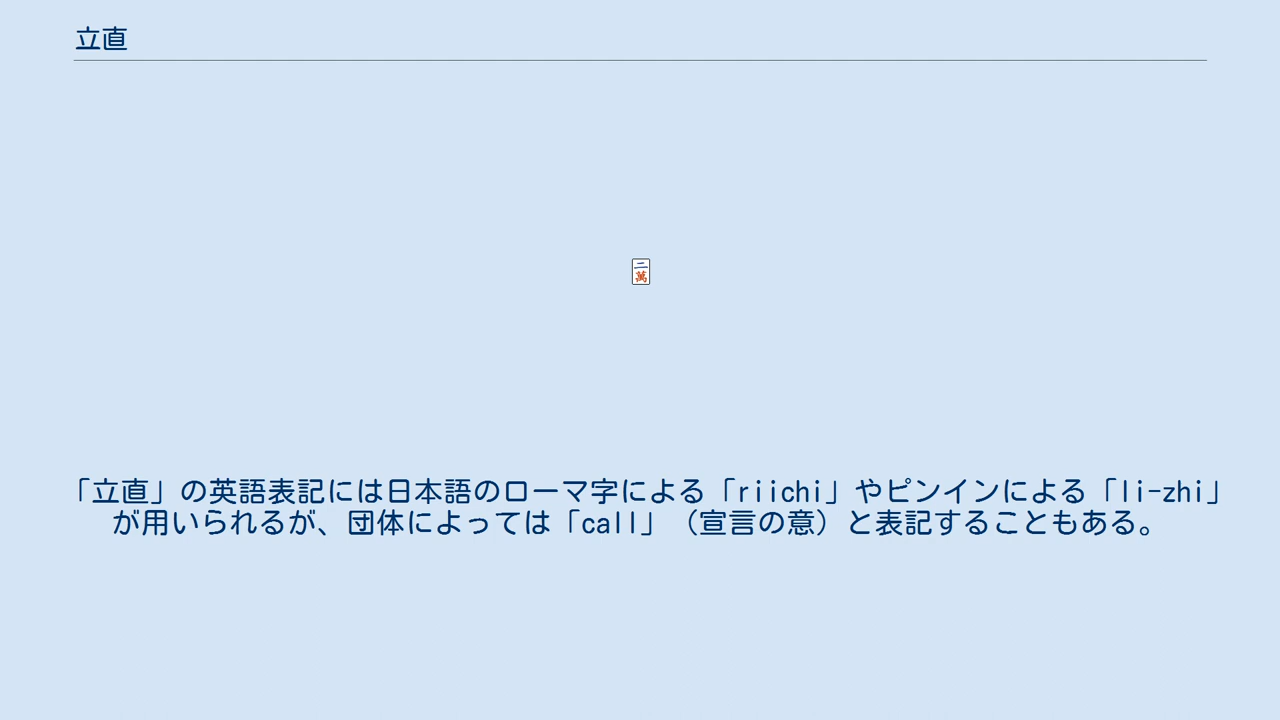 立直
二
萬
「立直」の英語表記には日本語のローマ字による「riichi」やピンインによる「li-zhi」
が用いられるが、団体によっては「call」（宣言の意）と表記することもある。